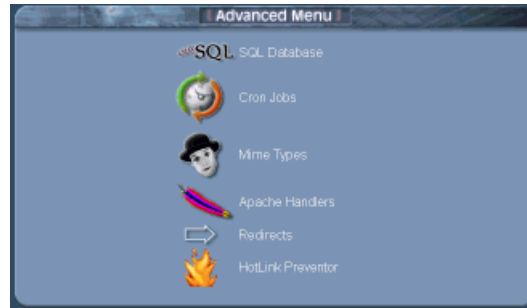 Advanced Menu
SQL SQL Database
Cron Jobs
Mime Types
Apache Handlers
Redirects
HotLink Preventor